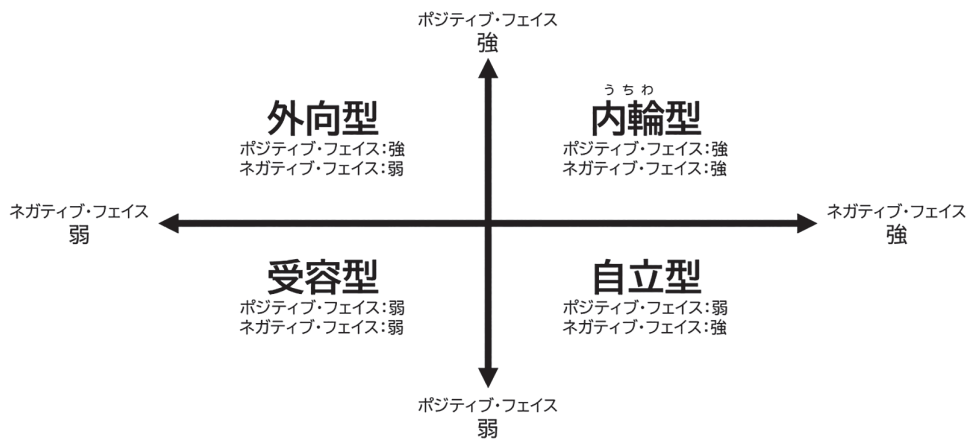 ポジティブ・フェイス
強
うちわ
外向型
ポジティブ・フェイス：強
ネガティブ・フェイス：弱
内輪型
ポジティブ・フェイス：強
ネガティブ・フェイス：強
ネガティブ・フェイス
弱
ネガティブ・フェイス
強
受容型
ポジティブ・フェイス：弱
ネガティブ・フェイス：弱
自立型
ポジティブ・フェイス：弱
ネガティブ・フェイス：強
ポジティブ・フェイス
弱